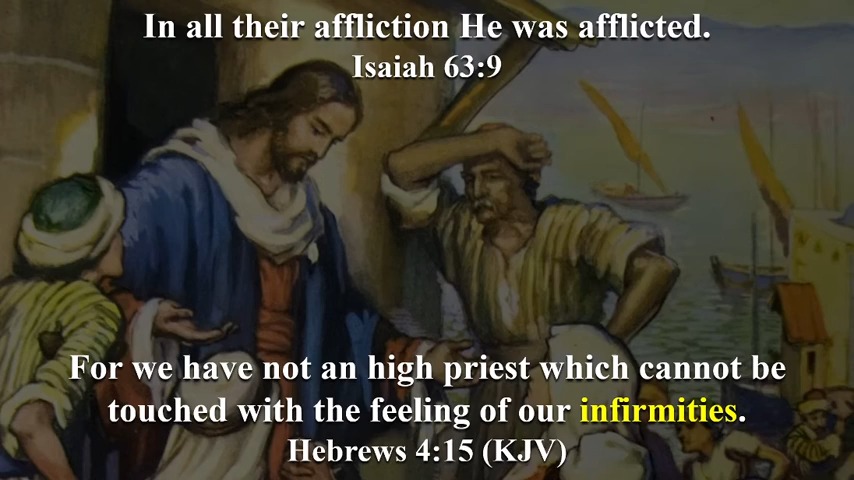 In all their affliction He was afflicted.
Isaiah 63:9
For we have not an high priest which cannot be
touched with the feeling of our infirmities.
Hebrews 4:15 (KJV)